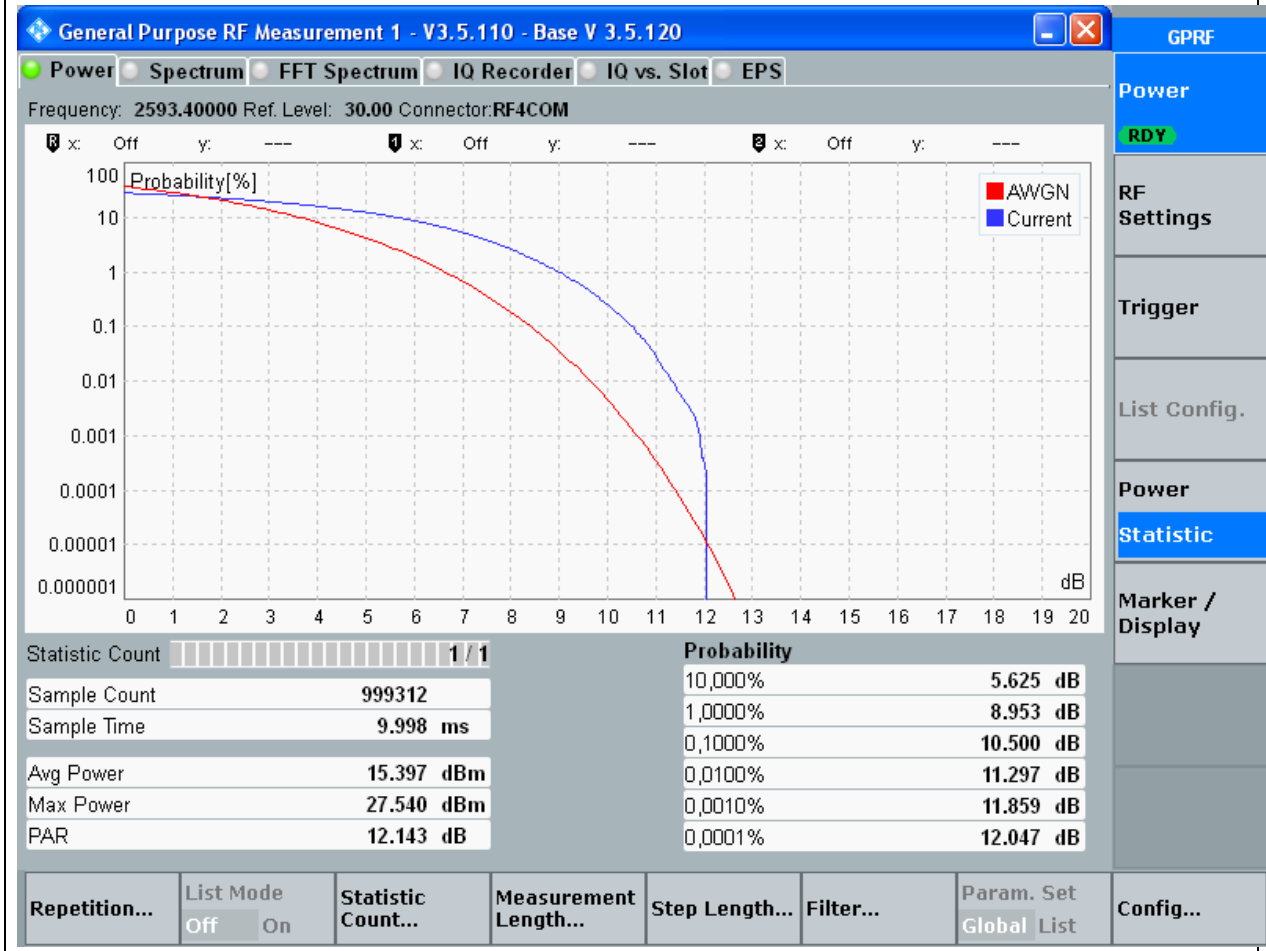 General Purpose RF Measurement 1 - V3.5.110 - Base V 3.5.120
GPRF
Power Spectrum FFT Spectrum IQ Recorder IQ vs. Slot EPS
Frequency: 2593.40000 Ref. Level: 30.00 Connector:RF4COM
R x: Off y: --- 1 x: Off y: --- 2 x: Off y: ---
Probability[%]
100
10
1
0.1
0.01
0.001
0.0001
0.00001
0.000001
AWGN
Current
dB
0 1 2 3 4 5 6 7 8 9 10 11 12 13 14 15 16 17 18 19 20
Statistic Count 1 / 1
Sample Count 999312
Sample Time 9.998 ms
Avg Power 15.397 dBm
Max Power 27.540 dBm
PAR 12.143 dB
Probability
10,000% 5.625 dB
1,0000% 8.953 dB
0,1000% 10.500 dB
0,0100% 11.297 dB
0,0010% 11.859 dB
0,0001% 12.047 dB
Power
RDY
RF
Settings
Trigger
List Config.
Power
Statistic
Marker /
Display
Repetition...
List Mode
Off On
Statistic
Count...
Measurement
Length...
Step Length...
Filter...
Param. Set
Global List
Config...